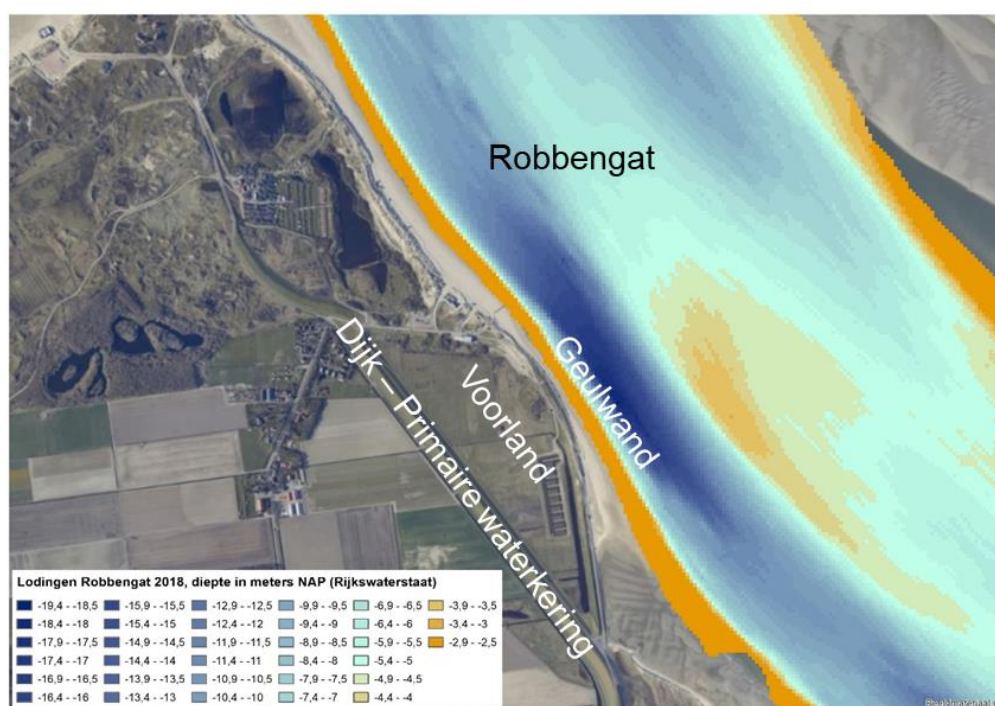 Robbengat
Geulwand
Voorland
Dijk – Primaire waterkering
Lodingen Robbengat 2018, diepte in meters NAP (Rijkswaterstaat)
-19,4 - -18,5 -15,9 - -15,5 -12,9 - -12,5 -9,9 - -9,5 -6,9 - -6,5 -3,9 - -3,5
-18,4 - -18 -15,4 - -15 -12,4 - -12 -9,4 - -9 -6,4 - -6 -3,4 - -3
-17,9 - -17,5 -14,9 - -14,5 -11,9 - -11,5 -8,9 - -8,5 -5,9 - -5,5 -2,9 - -2,5
-17,4 - -17 -14,4 - -14 -11,4 - -11 -8,4 - -8 -5,4 - -5
-16,9 - -16,5 -13,9 - -13,5 -10,9 - -10,5 -7,9 - -7,5 -4,9 - -4,5
-16,4 - -16 -13,4 - -13 -10,4 - -10 -7,4 - -7 -4,4 - -4